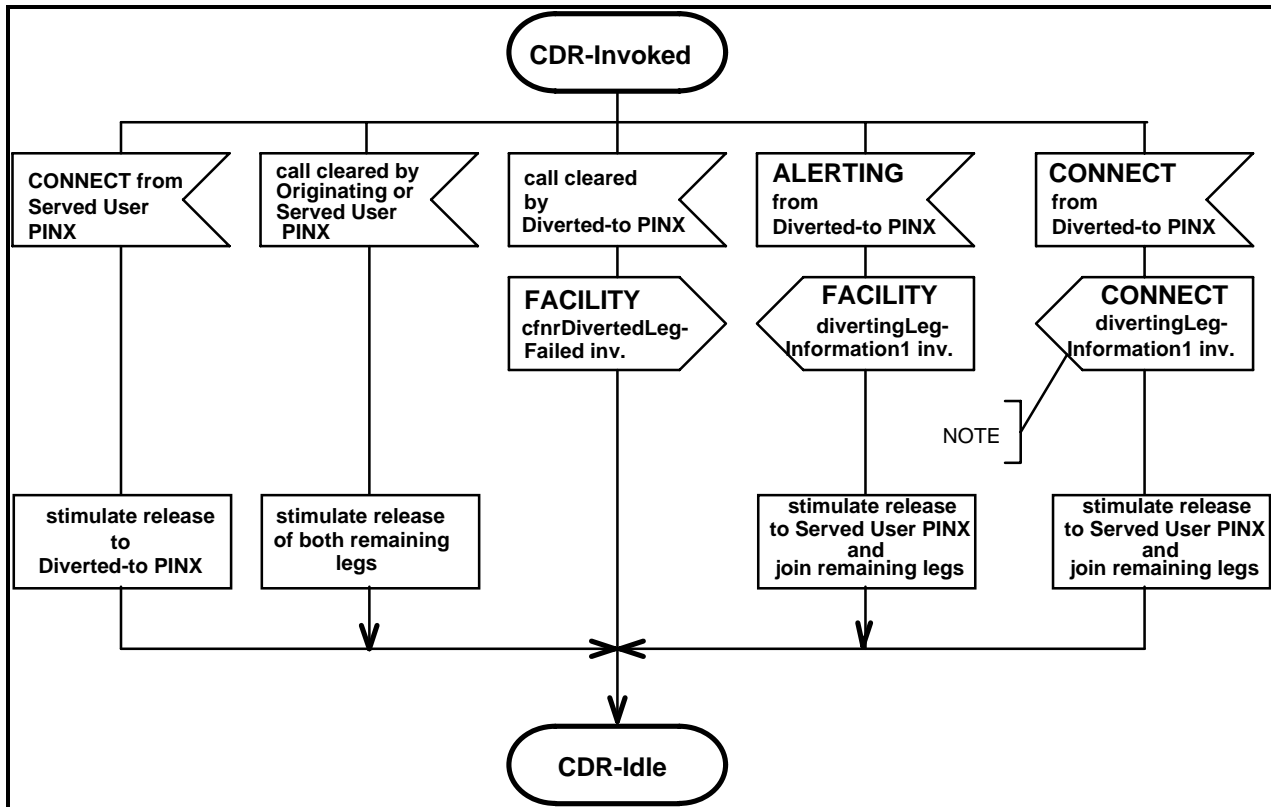 CDR-Invoked
CONNECT from
Served User
PINX
call cleared by
Originating or
Served User
PINX
call cleared
by
Diverted-to PINX
ALERTING
from
Diverted-to PINX
CONNECT
from
Diverted-to PINX
FACILITY
cfnrDivertedLeg-
Failed inv.
FACILITY
divertingLeg-
Information1 inv.
CONNECT
divertingLeg-
Information1 inv.
NOTE
stimulate release
to
Diverted-to PINX
stimulate release
of both remaining
legs
stimulate release
to Served User PINX
and
join remaining legs
stimulate release
to Served User PINX
and
join remaining legs
CDR-Idle